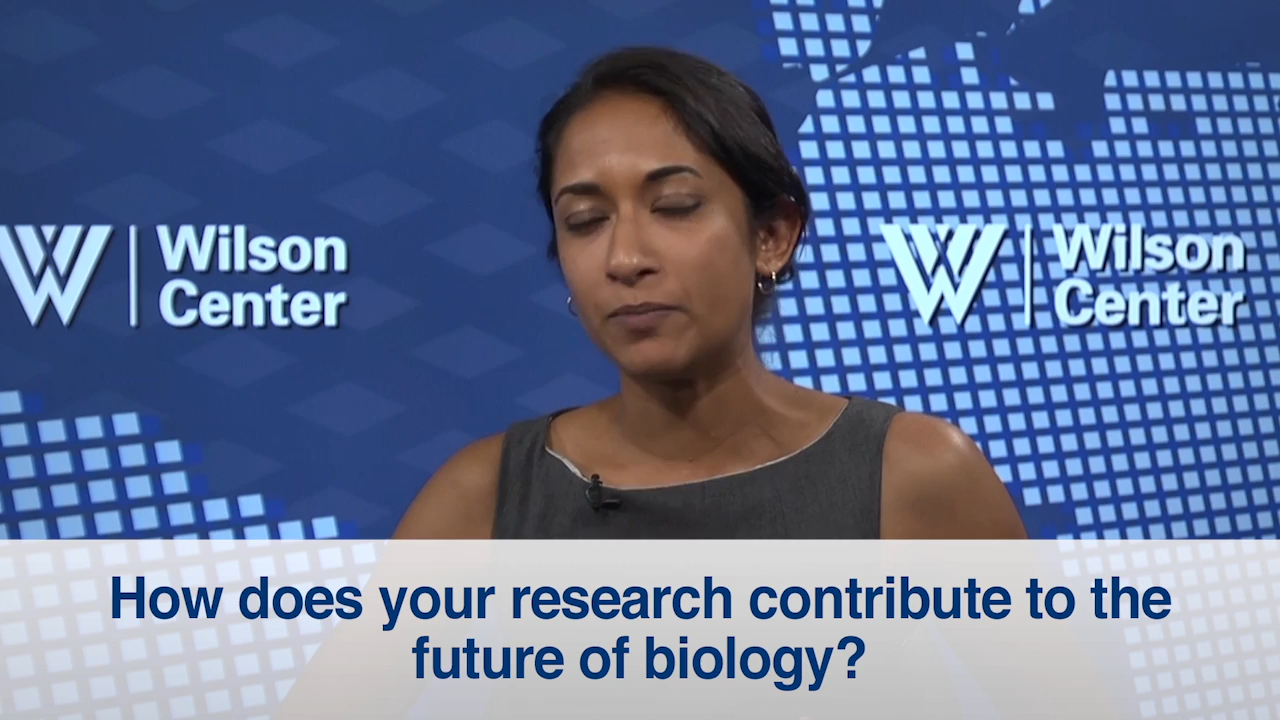 Wilson
Center
Wilson
Center
How does your research contribute to the
future of biology?